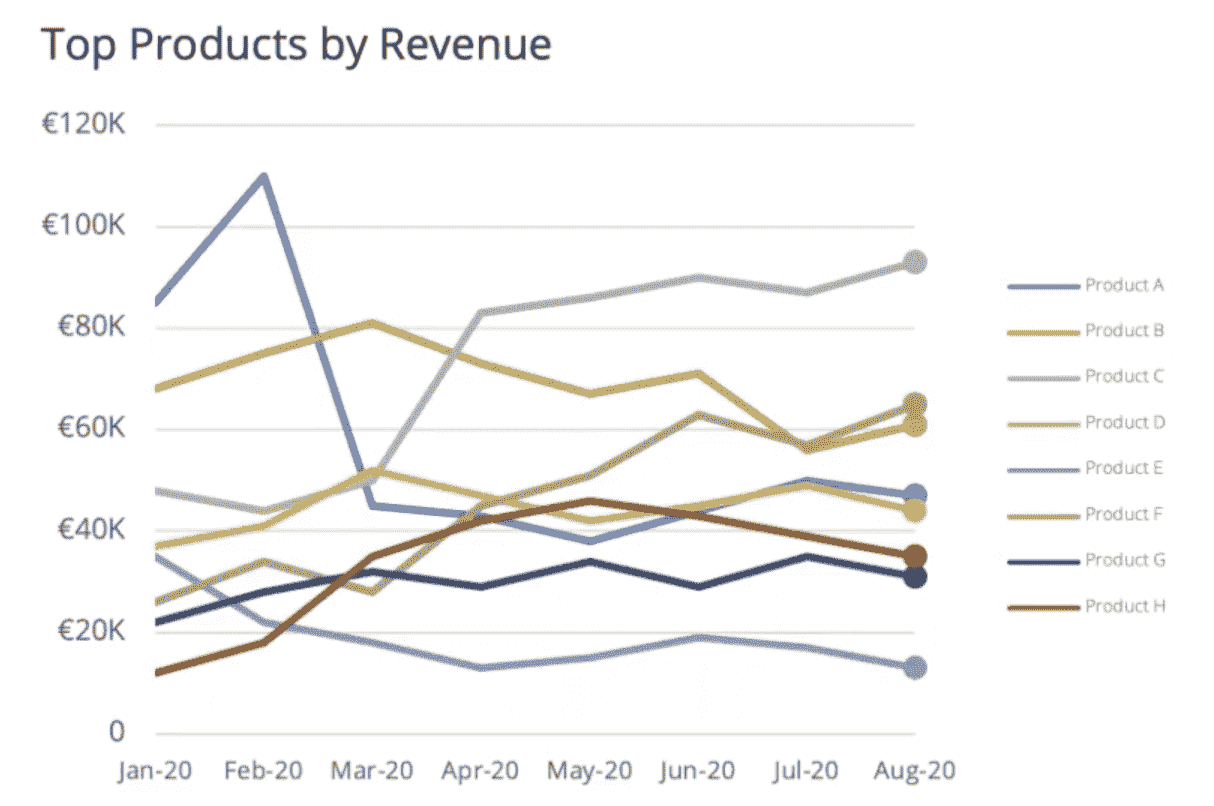 Top Products by Revenue
€120K
€100K
€80K
€60K
€40K
€20K
0
Jan-20 Feb-20 Mar-20 Apr-20 May-20 Jun-20 Jul-20 Aug-20
Product A
Product B
Product C
Product D
Product E
Product F
Product G
Product H